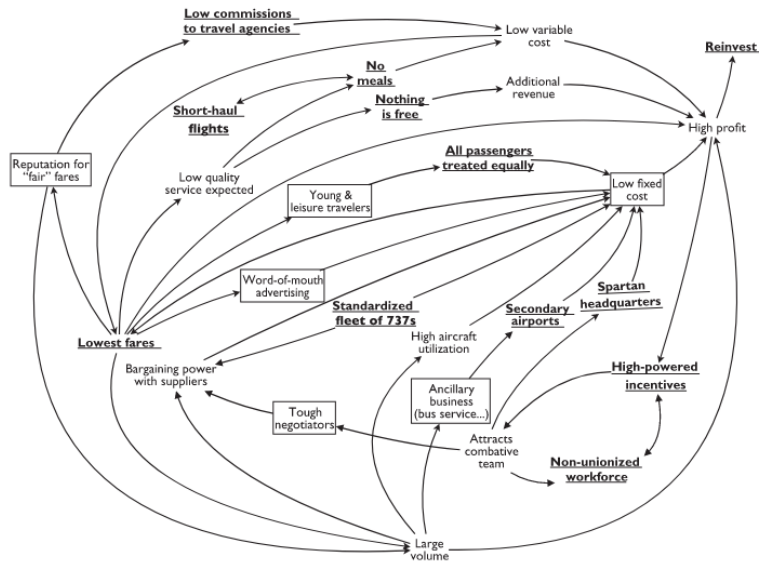 Low commissions
to travel agencies
Low variable
cost
Reinvest
No
meals
Additional
revenue
Short-haul
flights
Nothing
is free
High profit
Reputation for
"fair" fares
Low quality
service expected
All passengers
treated equally
Young &
leisure travelers
Low fixed
cost
Word-of-mouth
advertising
Standardized
fleet of 737s
Secondary
airports
Spartan
headquarters
Lowest fares
High aircraft
utilization
Bargaining power
with suppliers
High-powered
incentives
Ancillary
business
(bus service...)
Tough
negotiators
Attracts
combative
team
Non-unionized
workforce
Large
volume